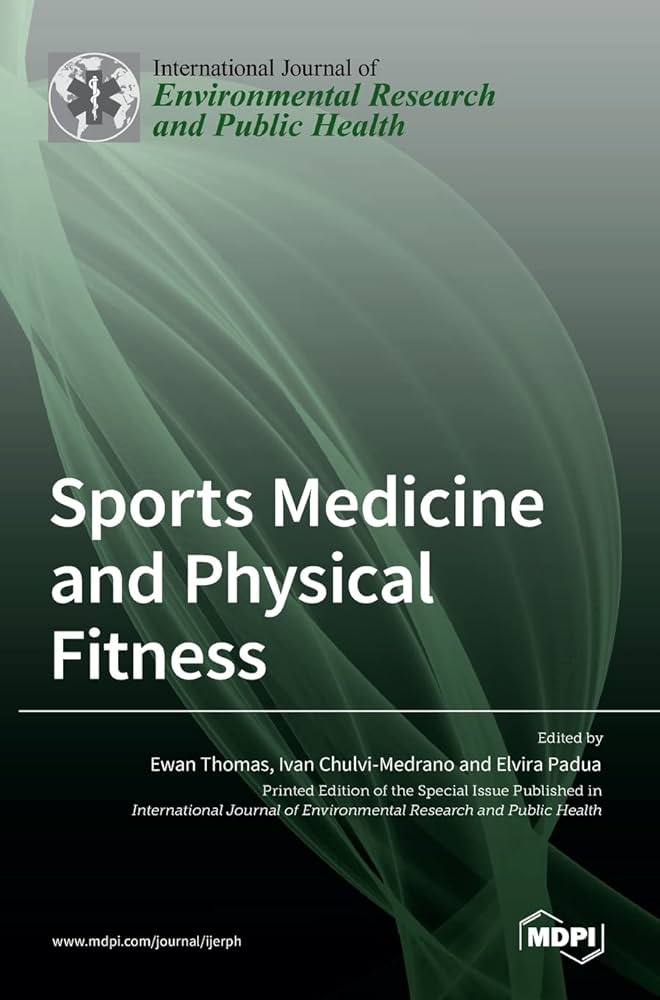 International Journal of
Environmental Research
and Public Health
Sports Medicine
and Physical
Fitness
Edited by
Ewan Thomas, Ivan Chulvi-Medrano and Elvira Padua
Printed Edition of the Special Issue Published in
International Journal of Environmental Research and Public Health
www.mdpi.com/journal/ijerph
MDPI